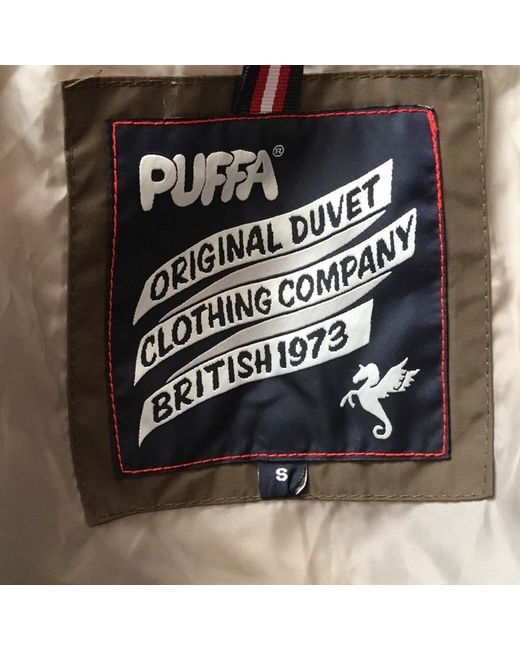 PUFFA®
ORIGINAL DUVET
CLOTHING COMPANY
BRITISH 1973
S